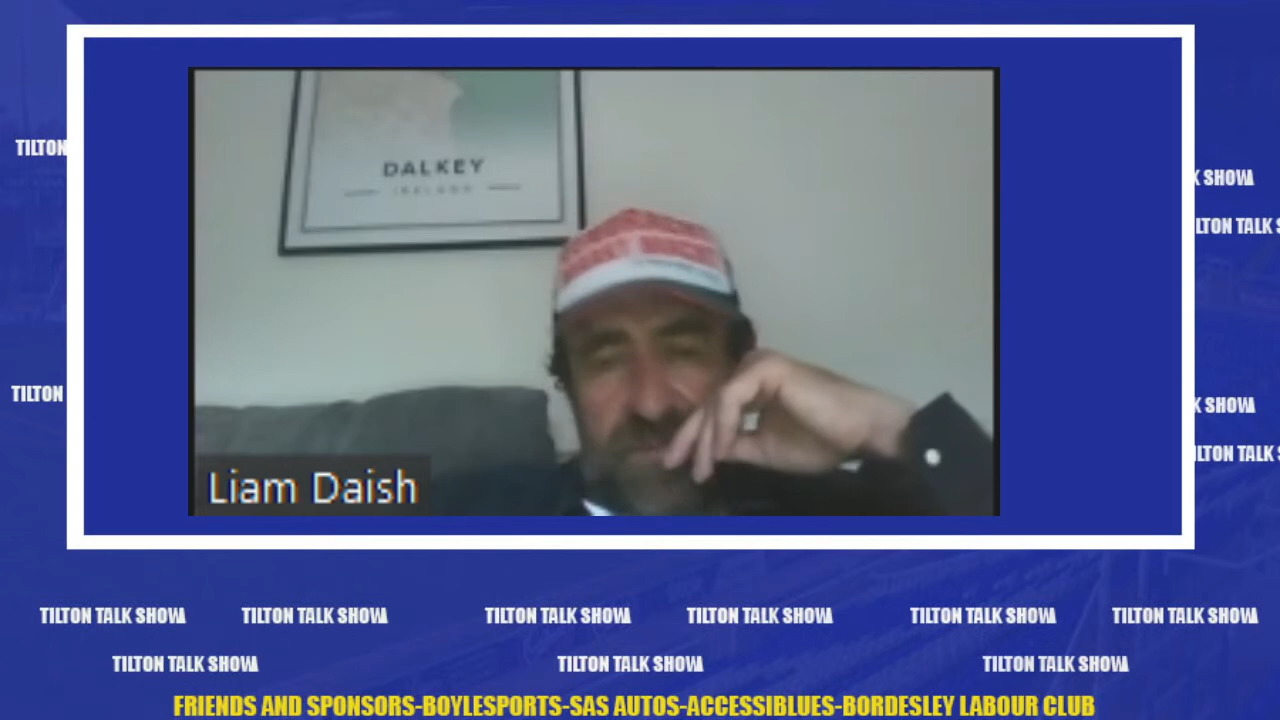 TILTON
K SHOW
LTON TALK S
DALKEY
IRELAND
TILTON
K SHOW
LTON TALK S
Liam Daish
TILTON TALK SHOW TILTON TALK SHOW TILTON TALK SHOW TILTON TALK SHOW TILTON TALK SHOW TILTON TALK SHOW
TILTON TALK SHOW TILTON TALK SHOW TILTON TALK SHOW
FRIENDS AND SPONSORS-BOYLESPORTS-SAS AUTOS-ACCESSIBLUES-BORDESLEY LABOUR CLUB